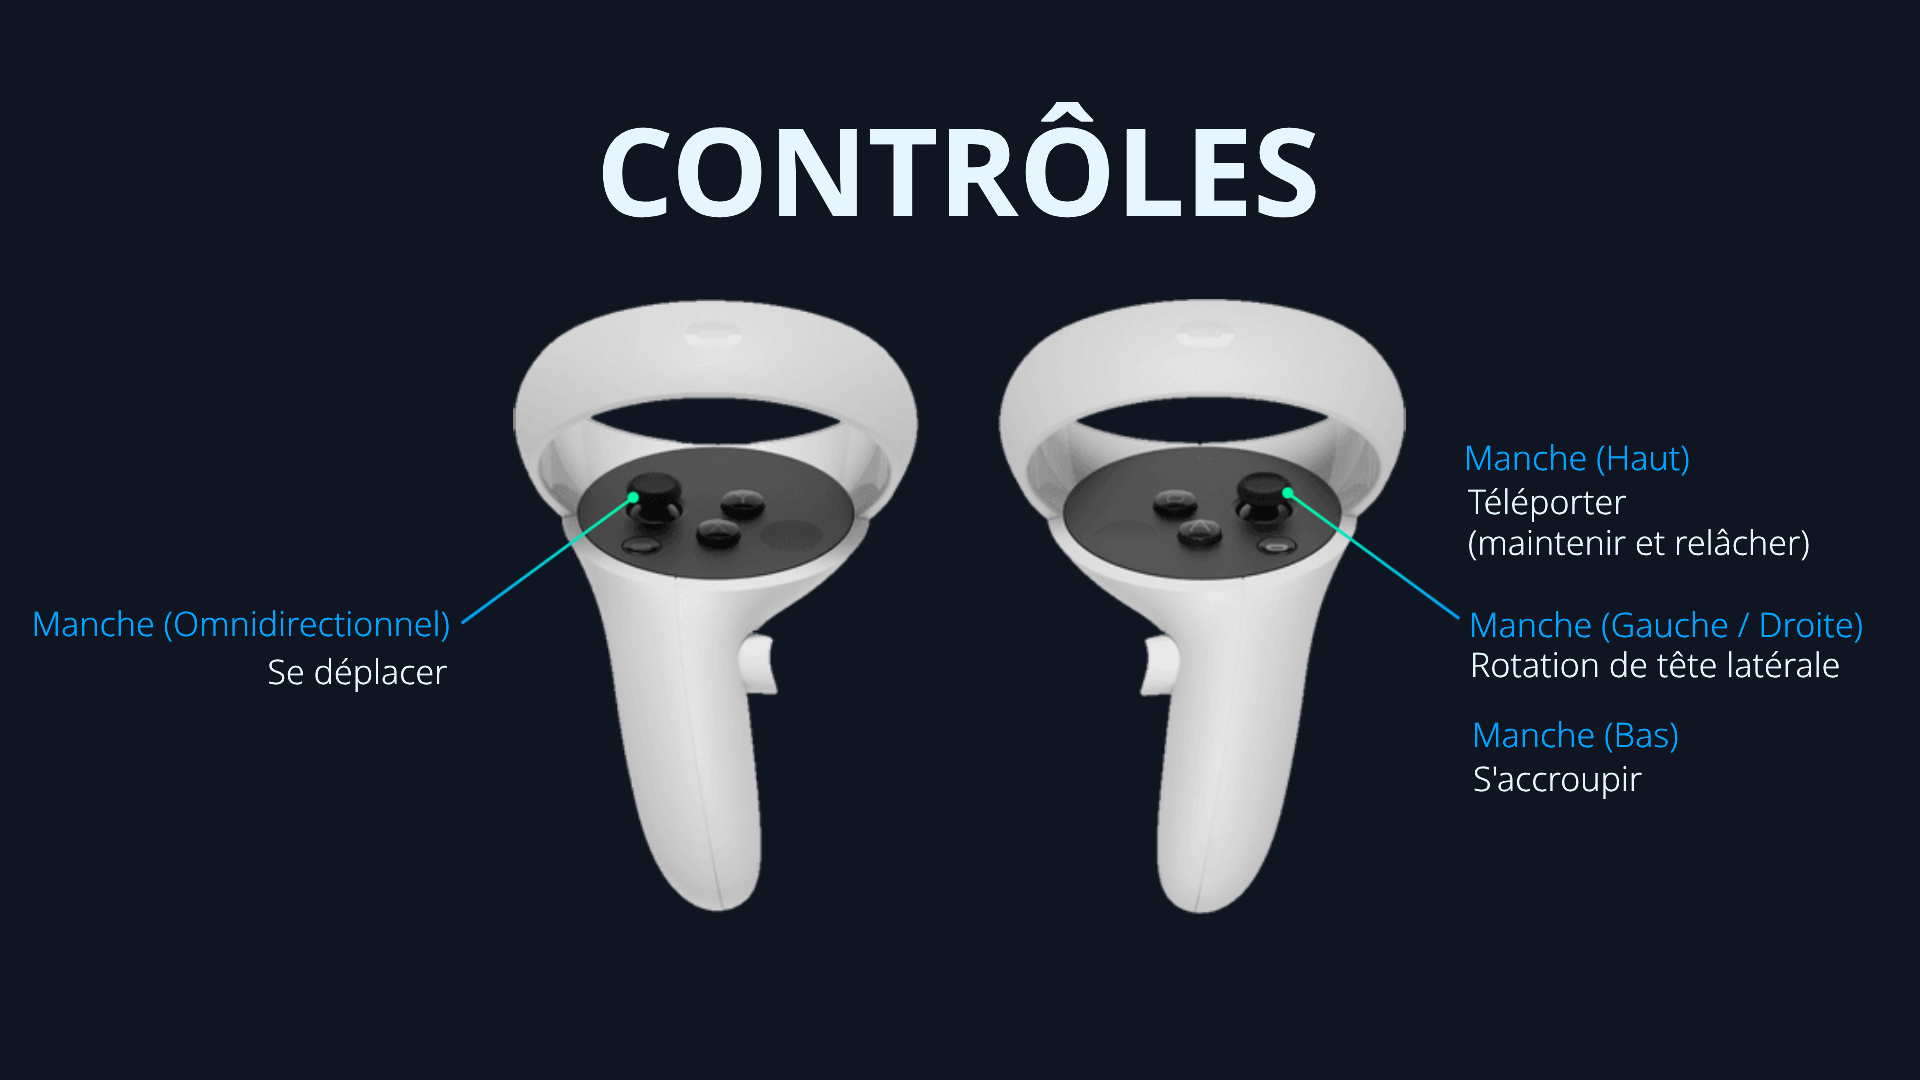 CONTRÔLES
Manche (Omnidirectionnel)
Se déplacer
Manche (Haut)
Téléporter
(maintenir et relâcher)
Manche (Gauche / Droite)
Rotation de tête latérale
Manche (Bas)
S'accroupir